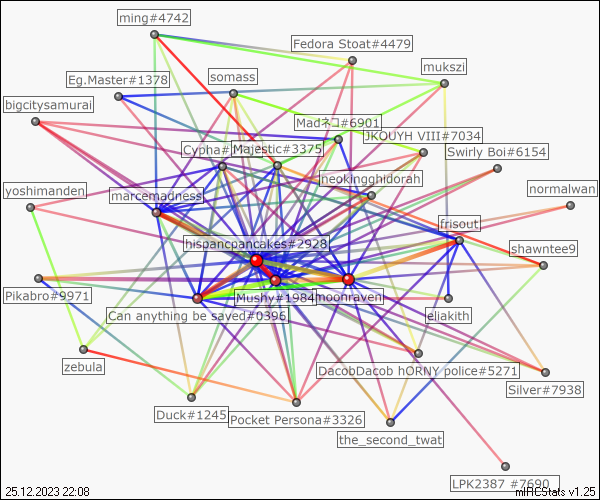 ming#4742
Fedora Stoat#4479
mukszi
Eg.Master#1378
somass
bigcitysamurai
Madネコ#6901
JKOUYH VIII#7034
Cypha#
Majestic#3375
Swirly Boi#6154
neokingghidorah
yoshimanden
marcemadness
normalwan
frisout
hispancpancakes#2928
shawntee9
Pikabro#9971
Mushy#1984
moonraven
eljakith
Can anything be saved#0396
zebula
DacobDacob hORNY police#5271
Silver#7938
Duck#1245
Pocket Persona#3326
the_second_twat
LPK2387 #7690
25.12.2023 22:08
mIRCStats v1.25